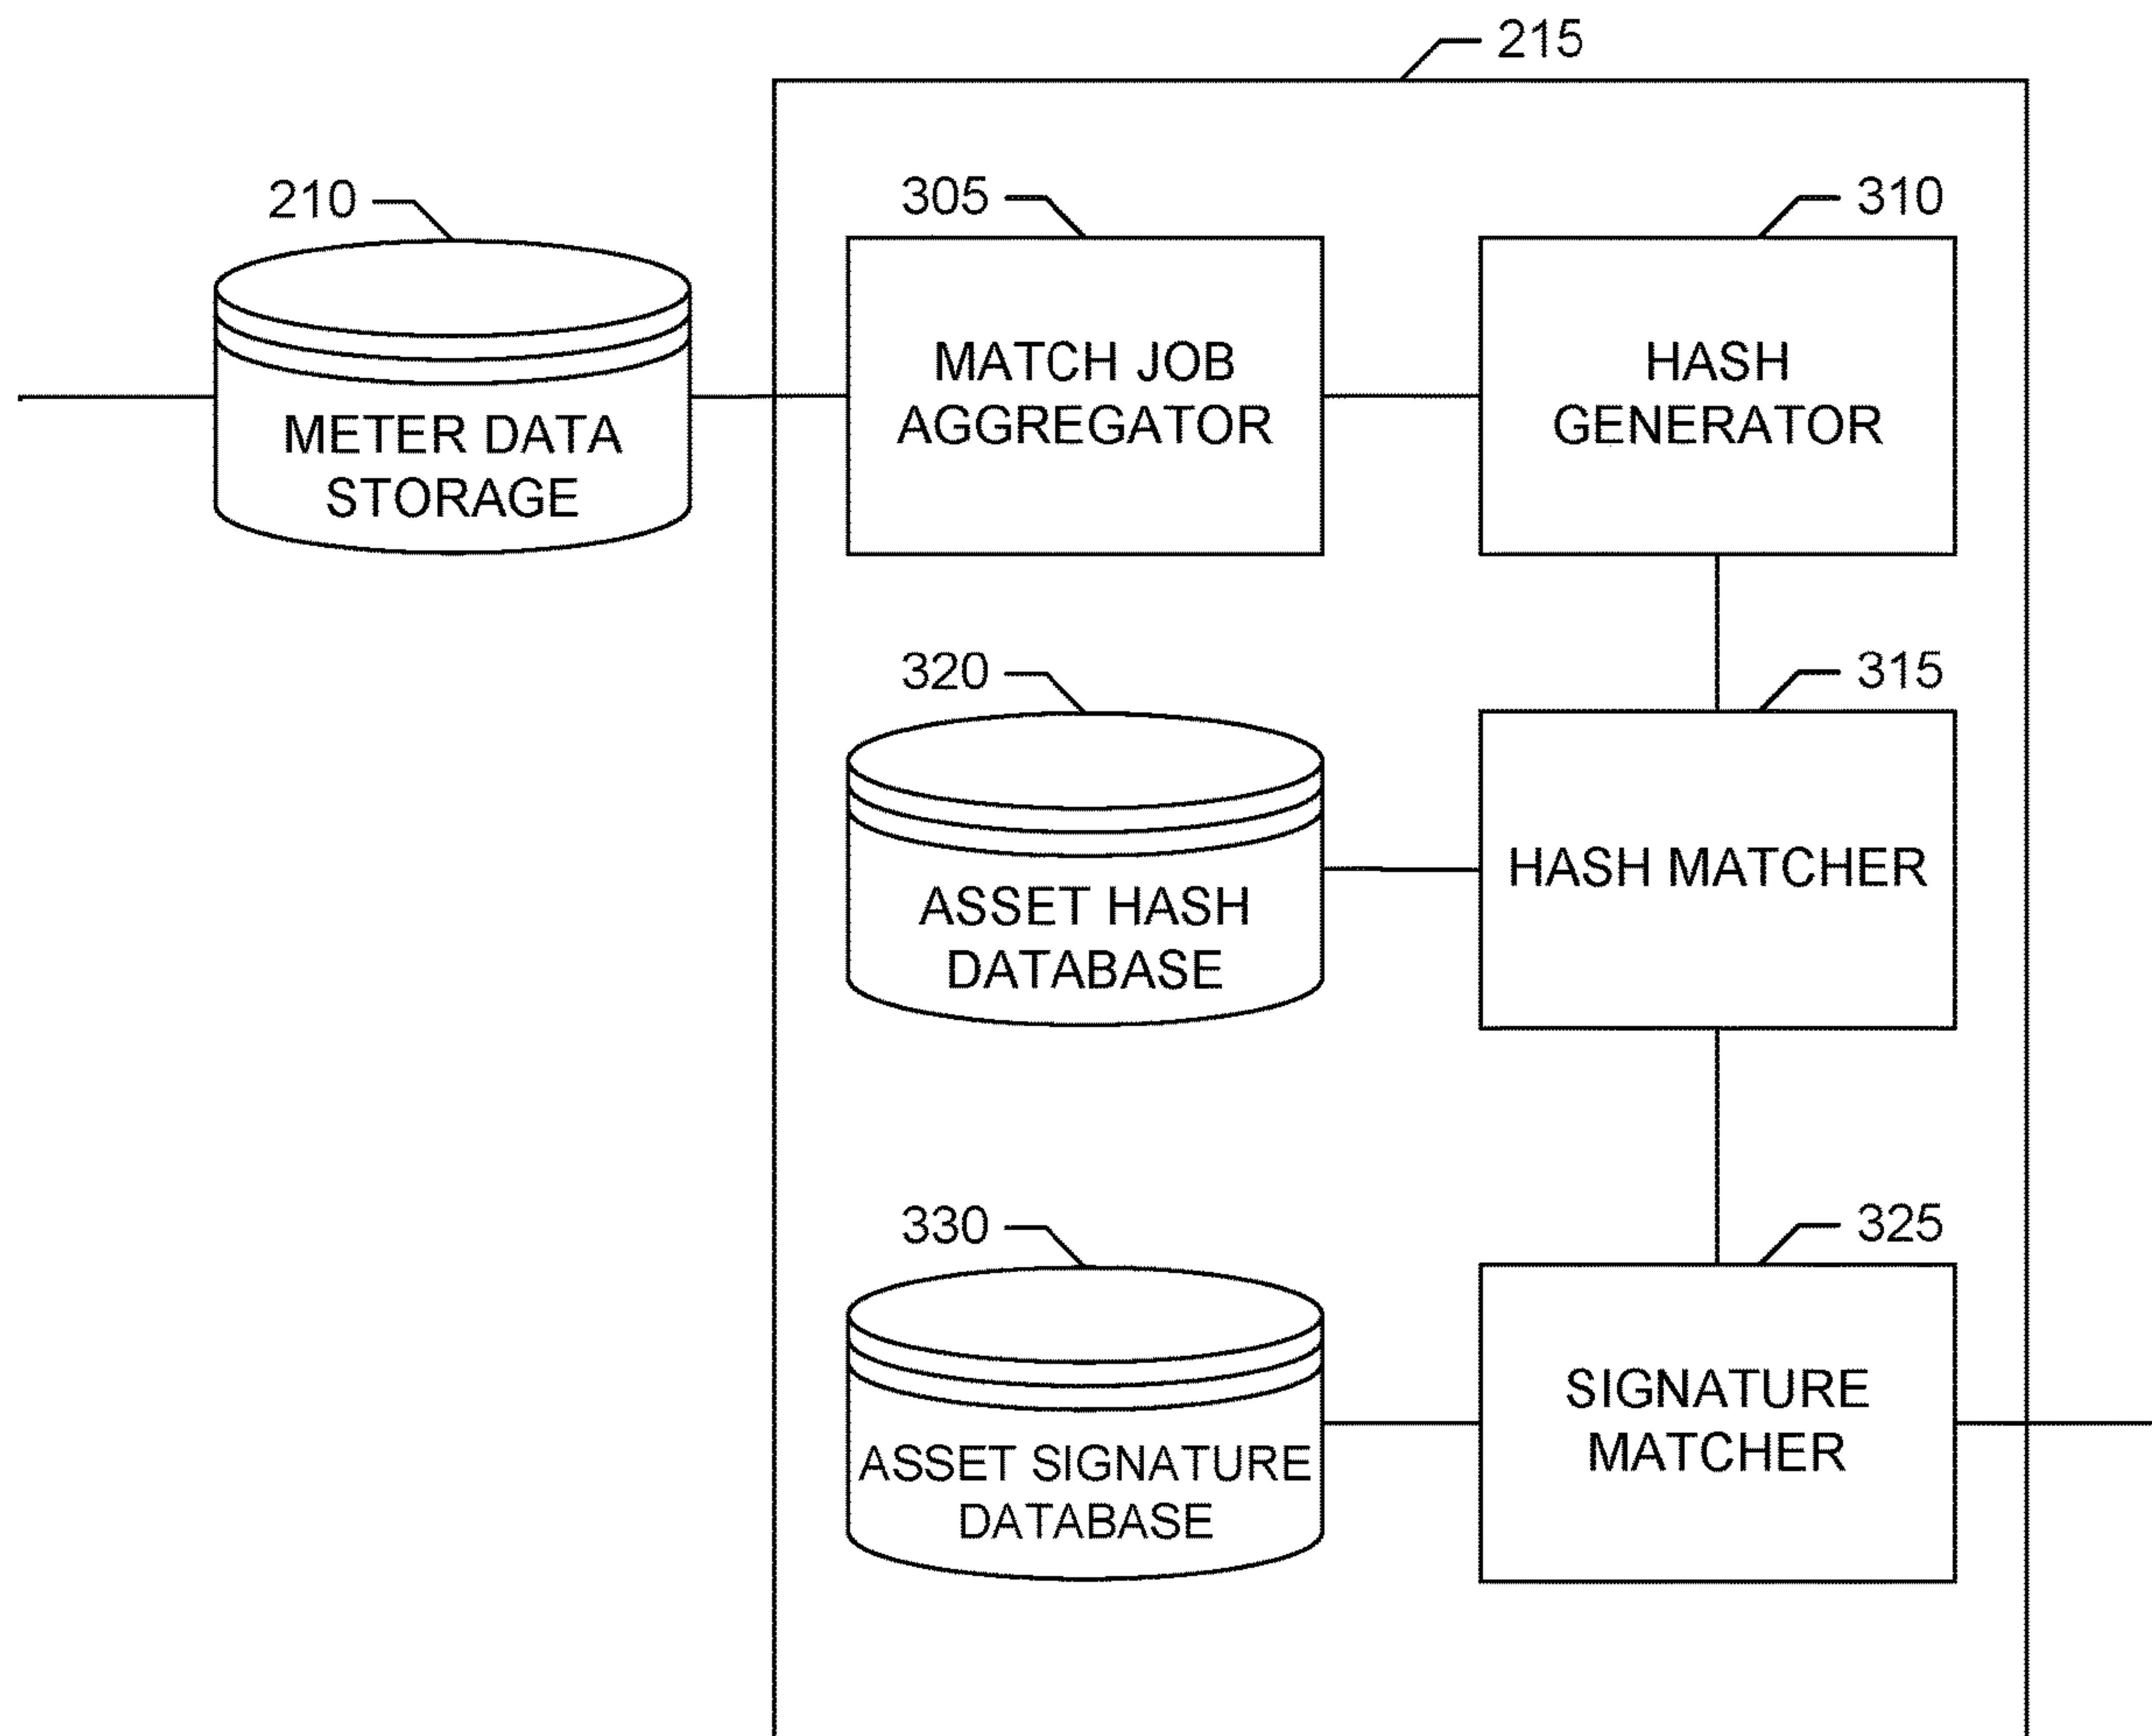 215
210
305
310
METER DATA
STORAGE
MATCH JOB
AGGREGATOR
HASH
GENERATOR
320
315
ASSET HASH
DATABASE
HASH MATCHER
330
325
ASSET SIGNATURE
DATABASE
SIGNATURE
MATCHER